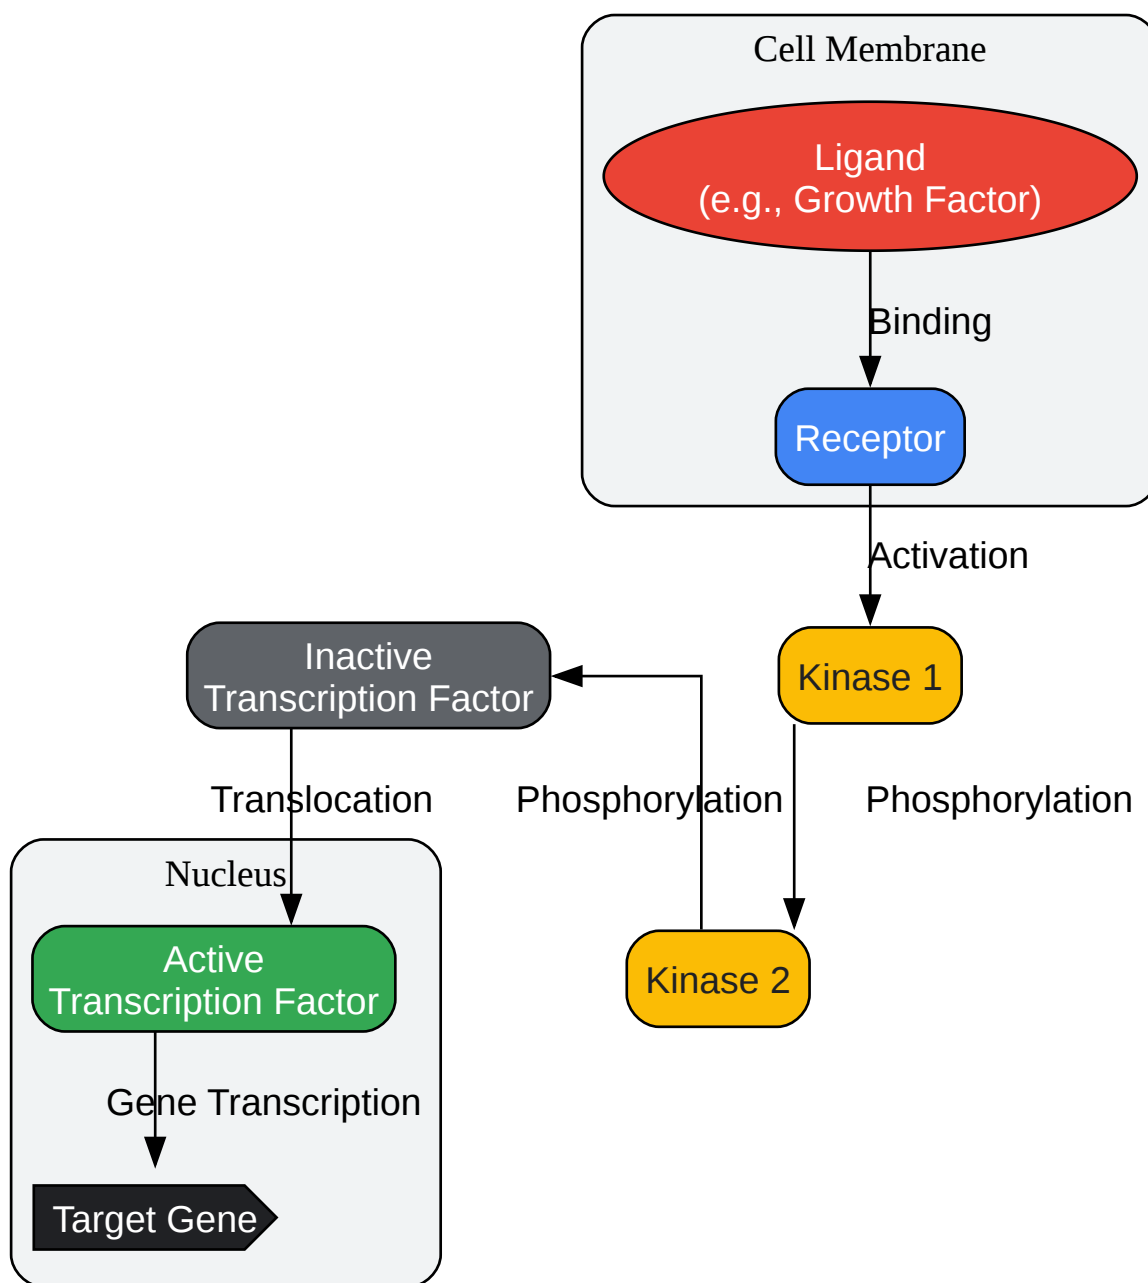 Cell Membrane
Ligand
(e.g., Growth Factor)
Binding
Receptor
Activation
Inactive
Transcription Factor
Kinase 1
Translocation
Phosphorylation
Phosphorylation
Nucleus
Active
Transcription Factor
Kinase 2
Gene Transcription
Target Gene